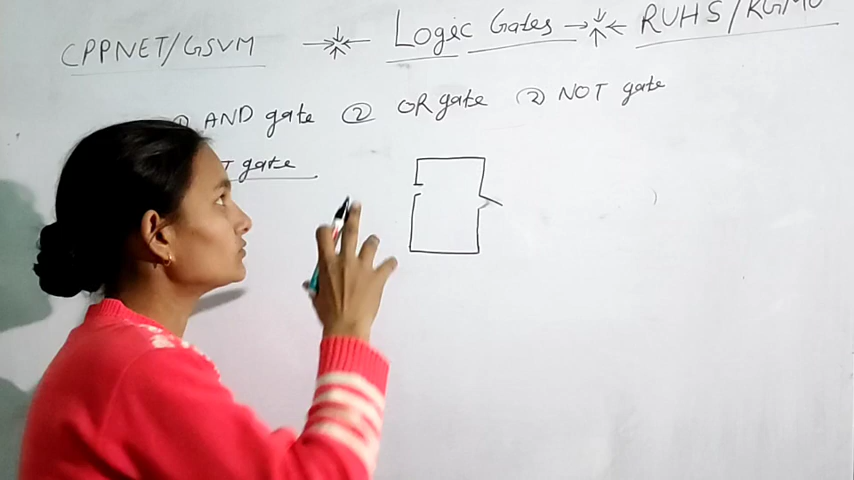 CPPNET/GSVM Logic Gates RUHS/KGMU
① AND gate ② OR gate ③ NOT gate
T gate